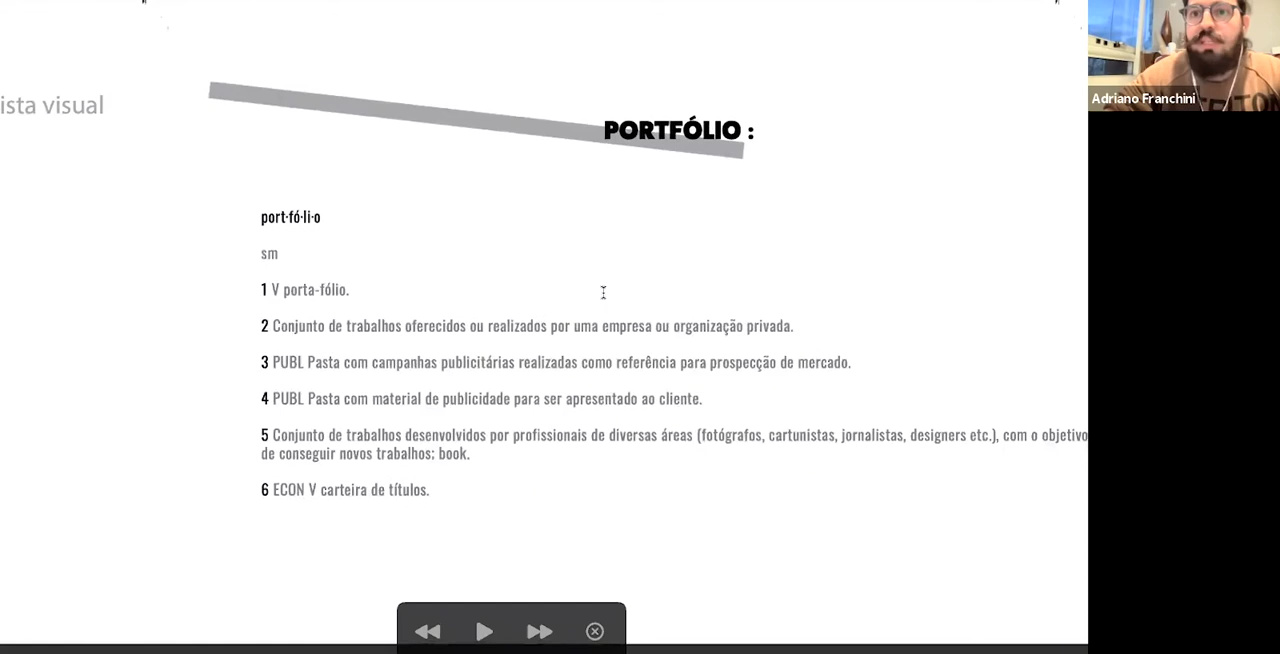 ista visual
PORTFÓLIO :
port·fó·li·o
sm
1 V porta-fólio.
2 Conjunto de trabalhos oferecidos ou realizados por uma empresa ou organização privada.
3 PUBL Pasta com campanhas publicitárias realizadas como referência para prospecção de mercado.
4 PUBL Pasta com material de publicidade para ser apresentado ao cliente.
5 Conjunto de trabalhos desenvolvidos por profissionais de diversas áreas (fotógrafos, cartunistas, jornalistas, designers etc.), com o objetivo
de conseguir novos trabalhos; book.
6 ECON V carteira de títulos.
Adriano Franchini